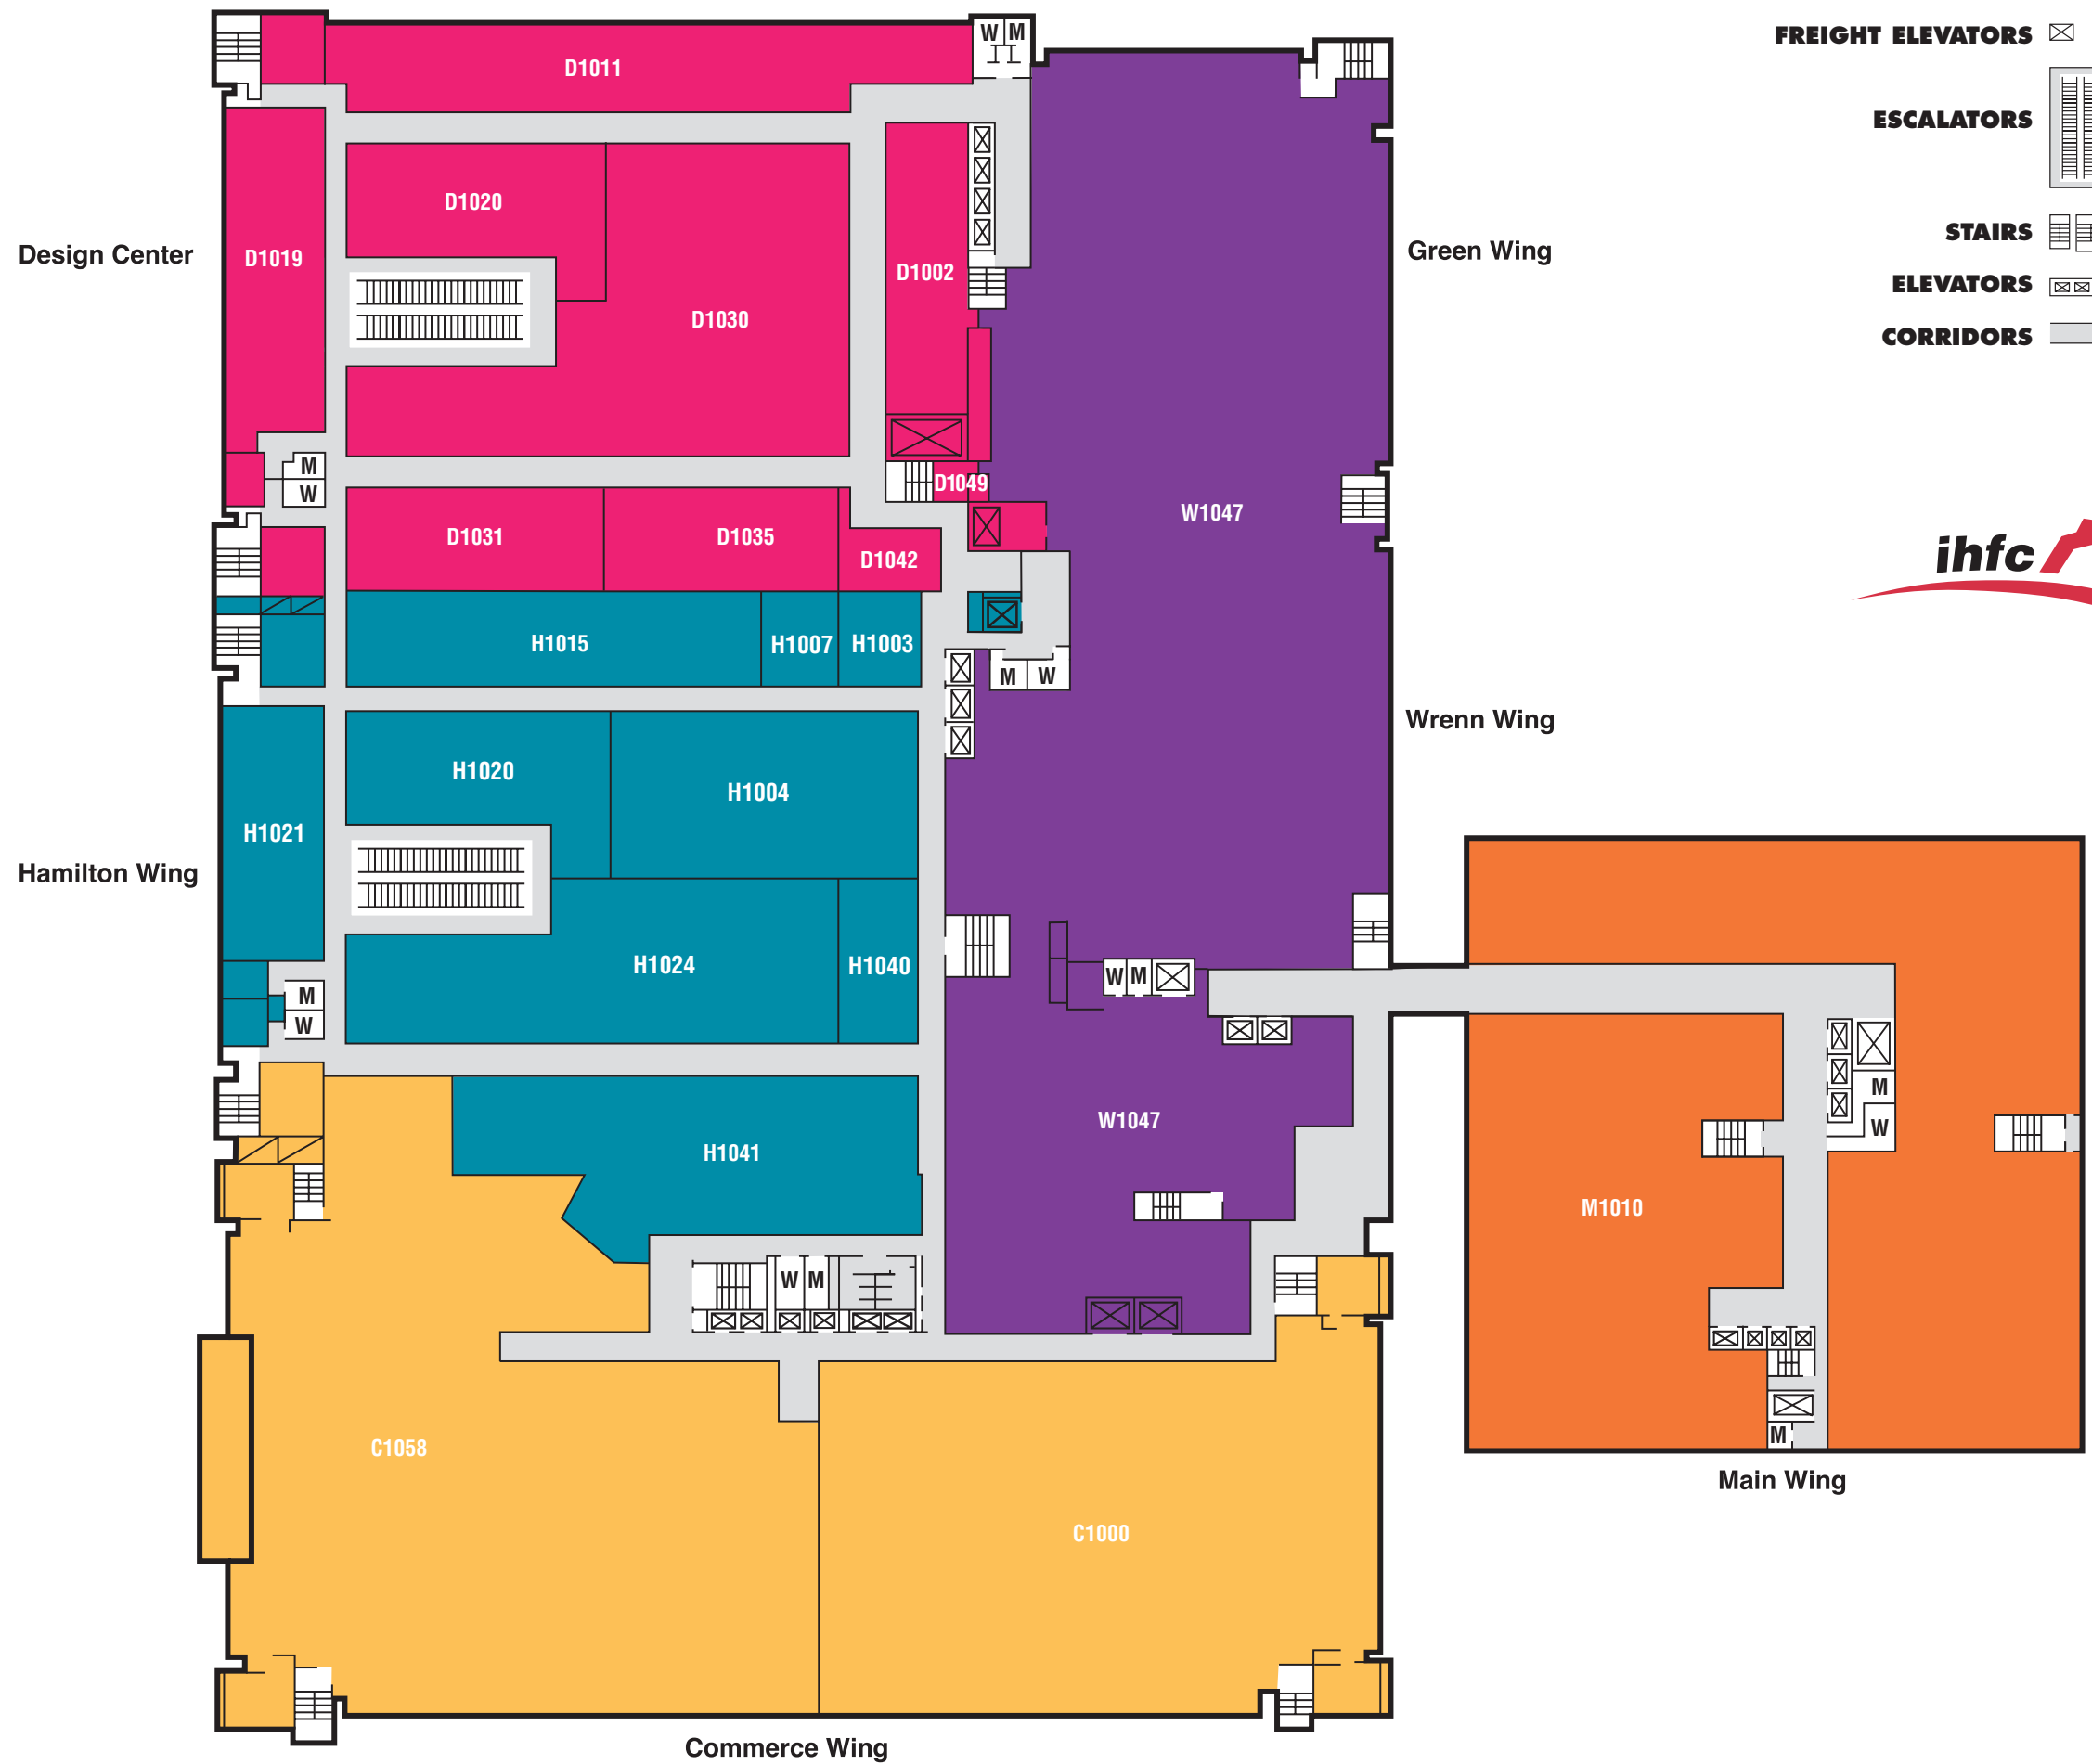 FREIGHT ELEVATORS
ESCALATORS
STAIRS
ELEVATORS
CORRIDORS
ihfc
W M
D1011
D1020
Design Center
D1019
D1002
D1030
Green Wing
M
W
D1049
W1047
D1031
D1035
D1042
H1015
H1007
H1003
M W
Wrenn Wing
H1020
H1004
H1021
Hamilton Wing
H1024
H1040
W M
M
W
M
W
W1047
H1041
M1010
W M
M
C1058
Main Wing
C1000
Commerce Wing